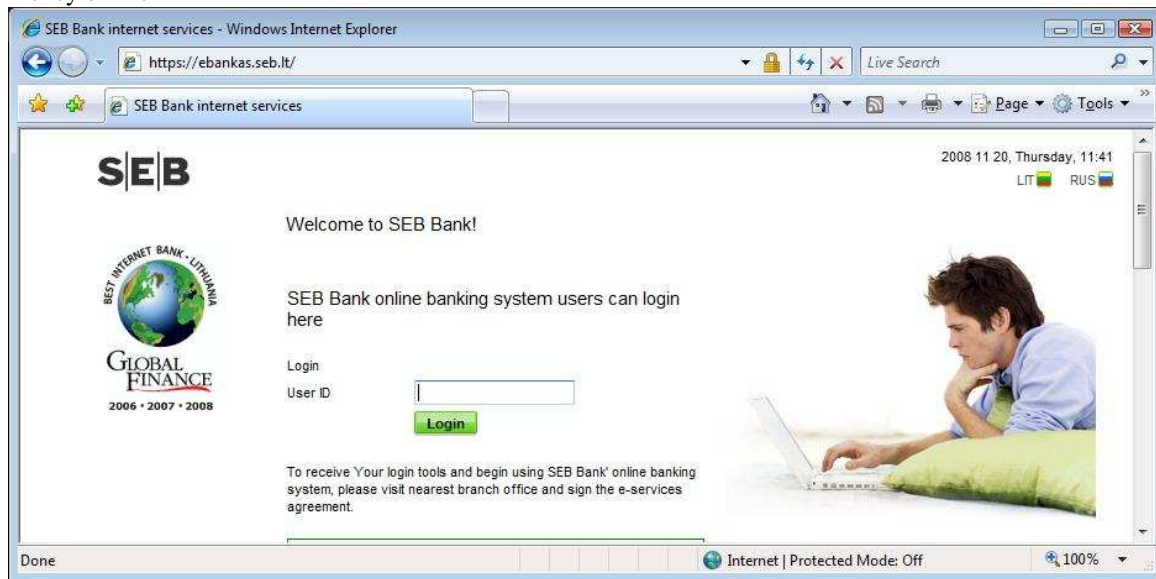 SEB Bank internet services - Windows Internet Explorer
https://ebankas.seb.lt/
Live Search
SEB Bank internet services
Page
Tools
S|E|B
2008 11 20, Thursday, 11:41
LIT RUS
Welcome to SEB Bank!
BEST INTERNET BANK · LITHUANIA
GLOBAL
FINANCE
2006 · 2007 · 2008
SEB Bank online banking system users can login
here
Login
User ID
Login
To receive Your login tools and begin using SEB Bank' online banking
system, please visit nearest branch office and sign the e-services
agreement.
Done
Internet | Protected Mode: Off
100%